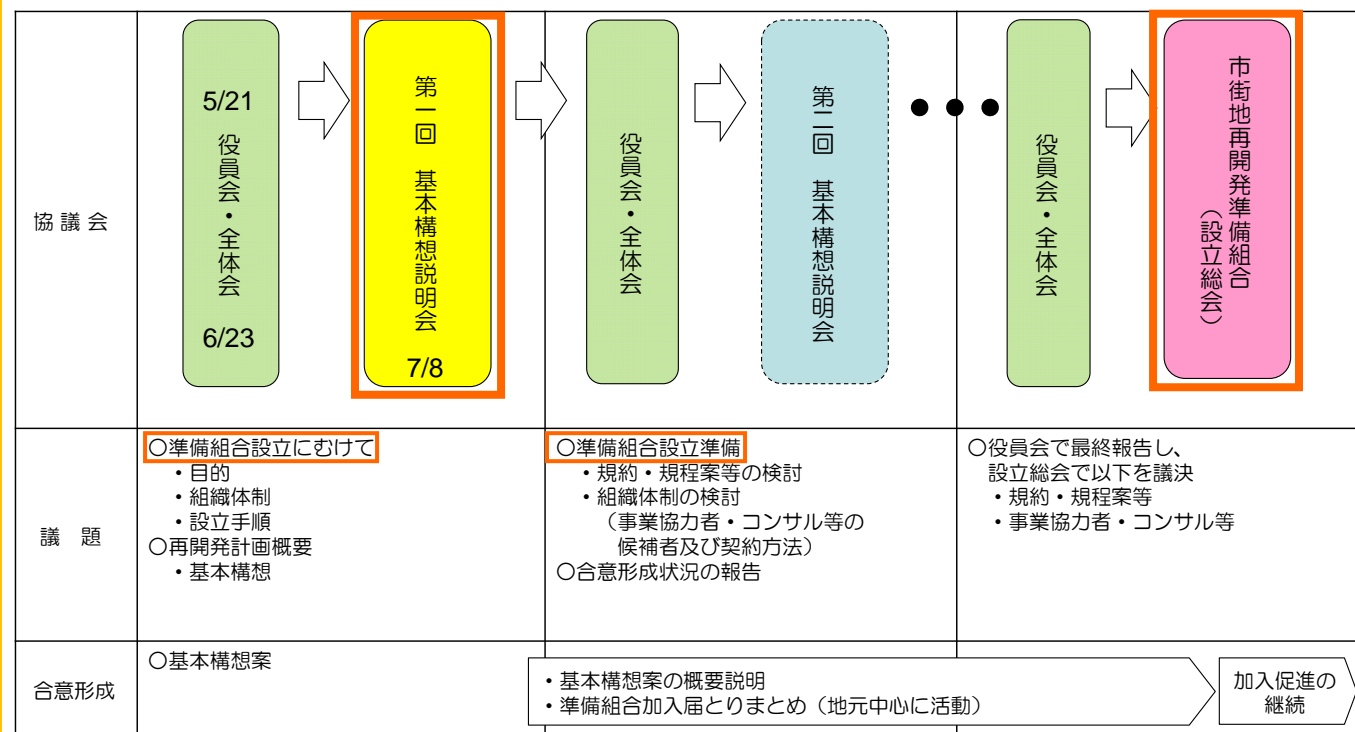 協議会
5/21
役員会・全体会
6/23
第一回 基本構想説明会
7/8
役員会・全体会
第二回 基本構想説明会
●●●
役員会・全体会
市街地再開発準備組合
（設立総会）
議 題
〇準備組合設立にむけて
・目的
・組織体制
・設立手順
〇再開発計画概要
・基本構想
〇準備組合設立準備
・規約・規程案等の検討
・組織体制の検討
（事業協力者・コンサル等の
候補者及び契約方法）
〇合意形成状況の報告
〇役員会で最終報告し、
設立総会で以下を議決
・規約・規程案等
・事業協力者・コンサル等
合意形成
〇基本構想案
・基本構想案の概要説明
・準備組合加入届とりまとめ（地元中心に活動）
加入促進の
継続